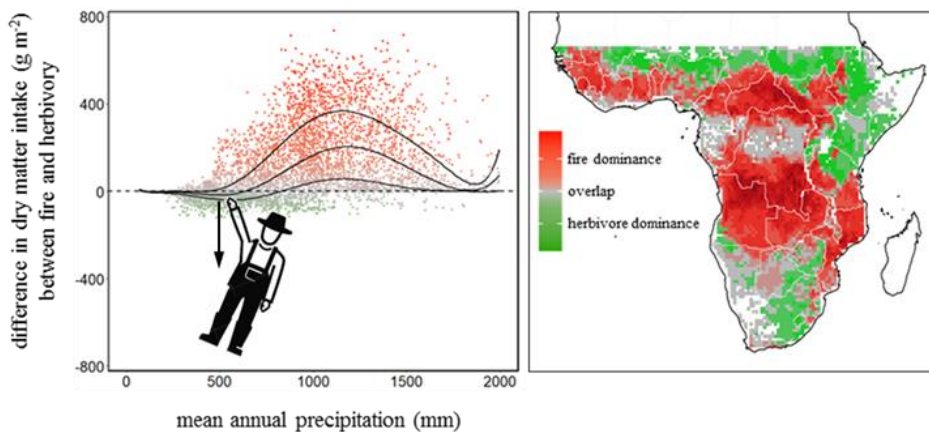 difference in dry matter intake (g m-2)
between fire and herbivory
800
400
0
-400
-800
0 500 1000 1500 2000
mean annual precipitation (mm)
fire dominance
overlap
herbivore dominance